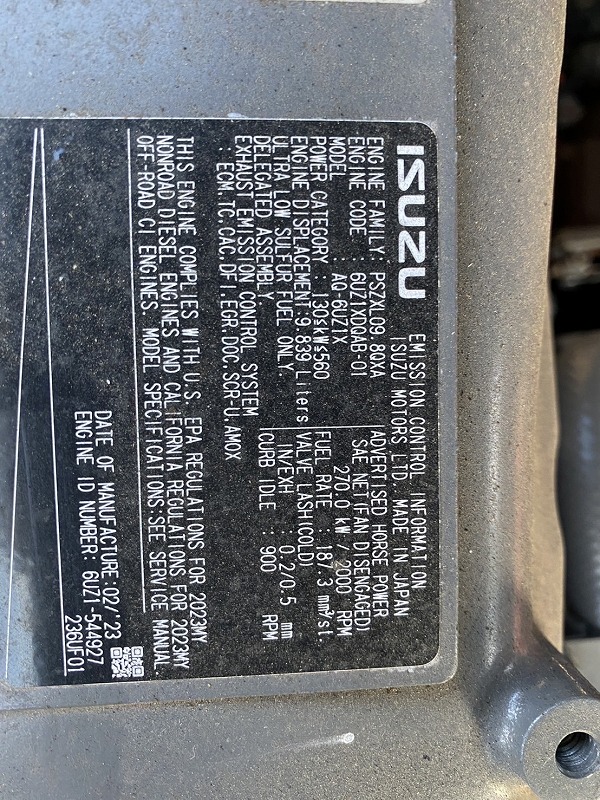 ISUZU
EMISSION CONTROL INFORMATION
ISUZU MOTORS LTD. MADE IN JAPAN
ENGINE FAMILY: PSZXL09.8QXA
ENGINE CODE : 6UZ1XDQAB-01
MODEL : AQ-6UZ1X
POWER CATEGORY : 130≤kW≤560
ENGINE DISPLACEMENT:9.839 Liters
ULTRA LOW SULFUR FUEL ONLY.
DELEGATED ASSEMBLY.
EXHAUST EMISSION CONTROL SYSTEM
: ECM,TC,CAC,DFI,EGR,DOC,SCR-U,AMOX
ADVERTISED HORSE POWER
SAE NET(FAN DISENGAGED)
270.0 kW / 2000 RPM
FUEL RATE : 187.3 mm³/st.
VALVE LASH(COLD)
: IN/EXH 0.2/0.5 mm
CURB IDLE : 900 RPM
THIS ENGINE COMPLIES WITH U.S. EPA REGULATIONS FOR 2023MY
NONROAD DIESEL ENGINES AND CALIFORNIA REGULATIONS FOR 2023MY
OFF-ROAD CI ENGINES. MODEL SPECIFICATIONS:SEE SERVICE MANUAL
DATE OF MANUFACTURE:02/'23
ENGINE ID NUMBER: 6UZ1-544927
236UF01